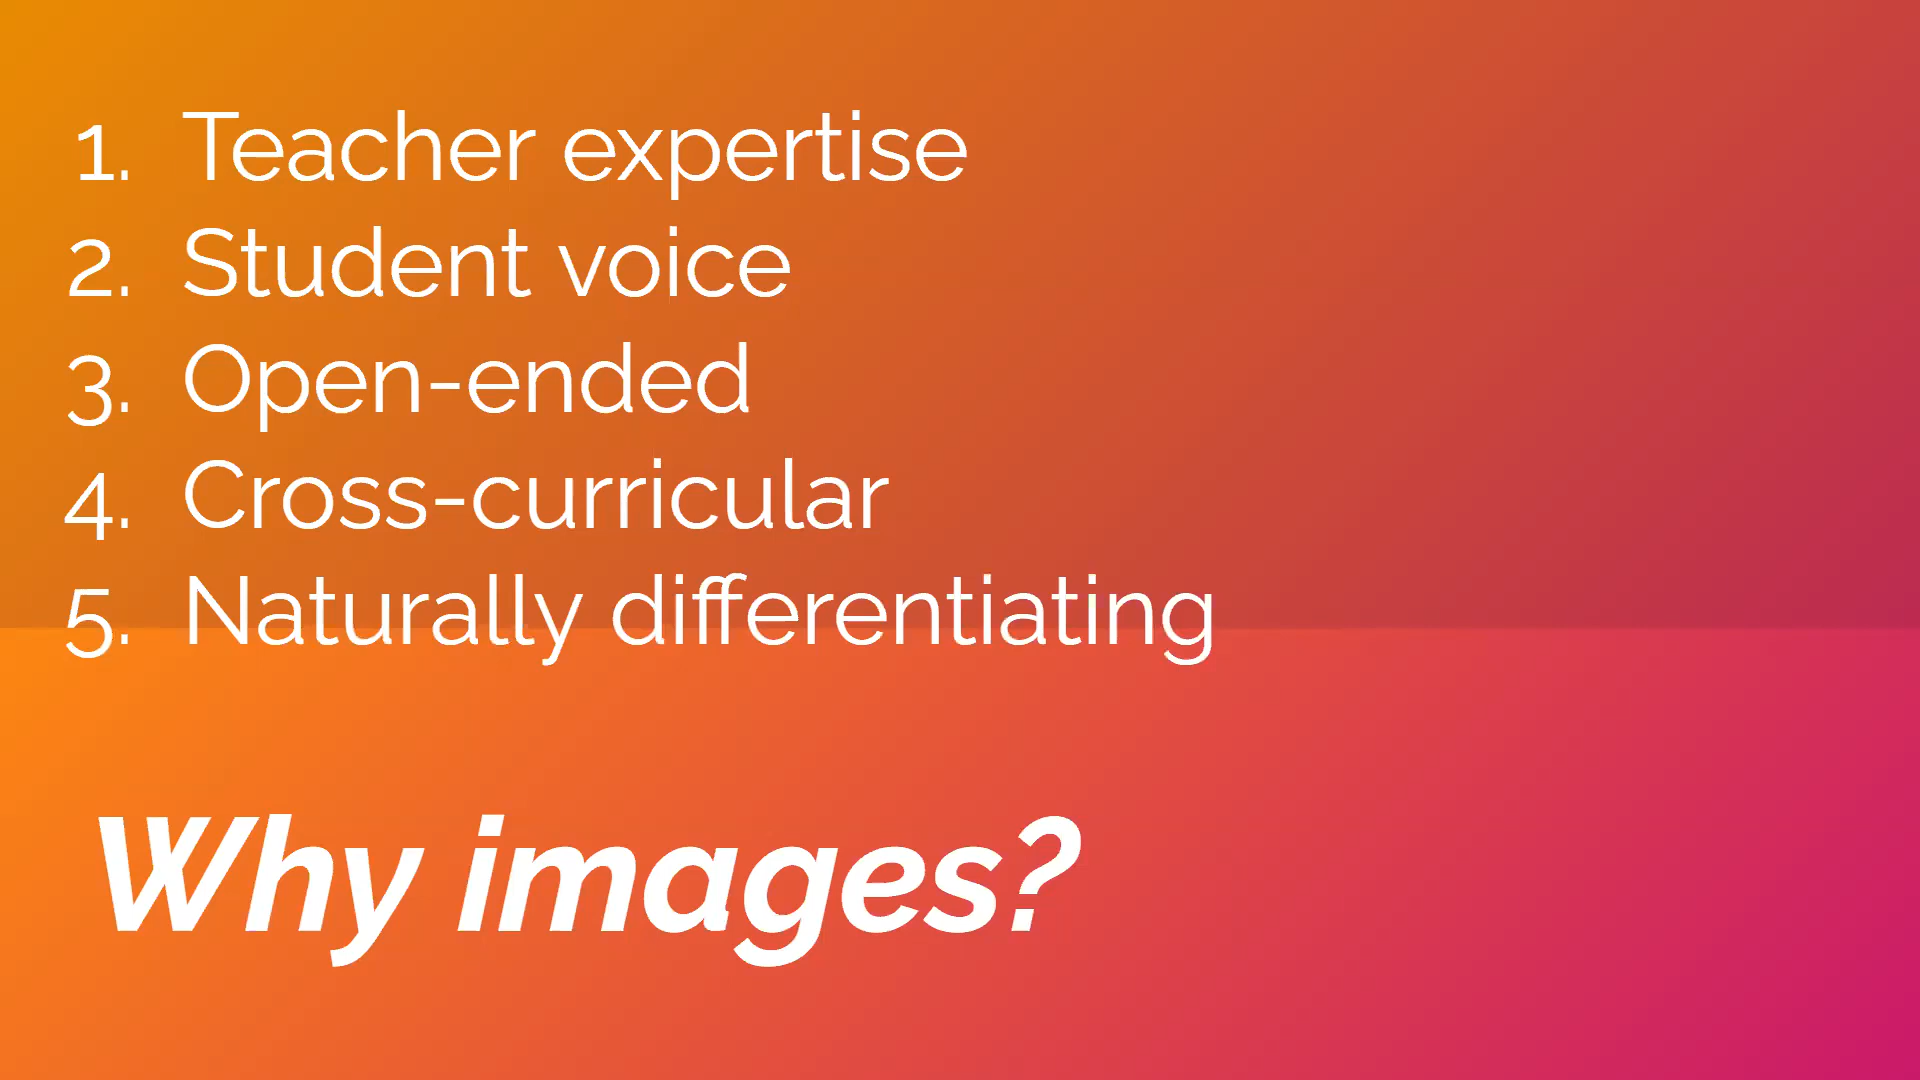 1. Teacher expertise
2. Student voice
3. Open-ended
4. Cross-curricular
5. Naturally differentiating
Why images?